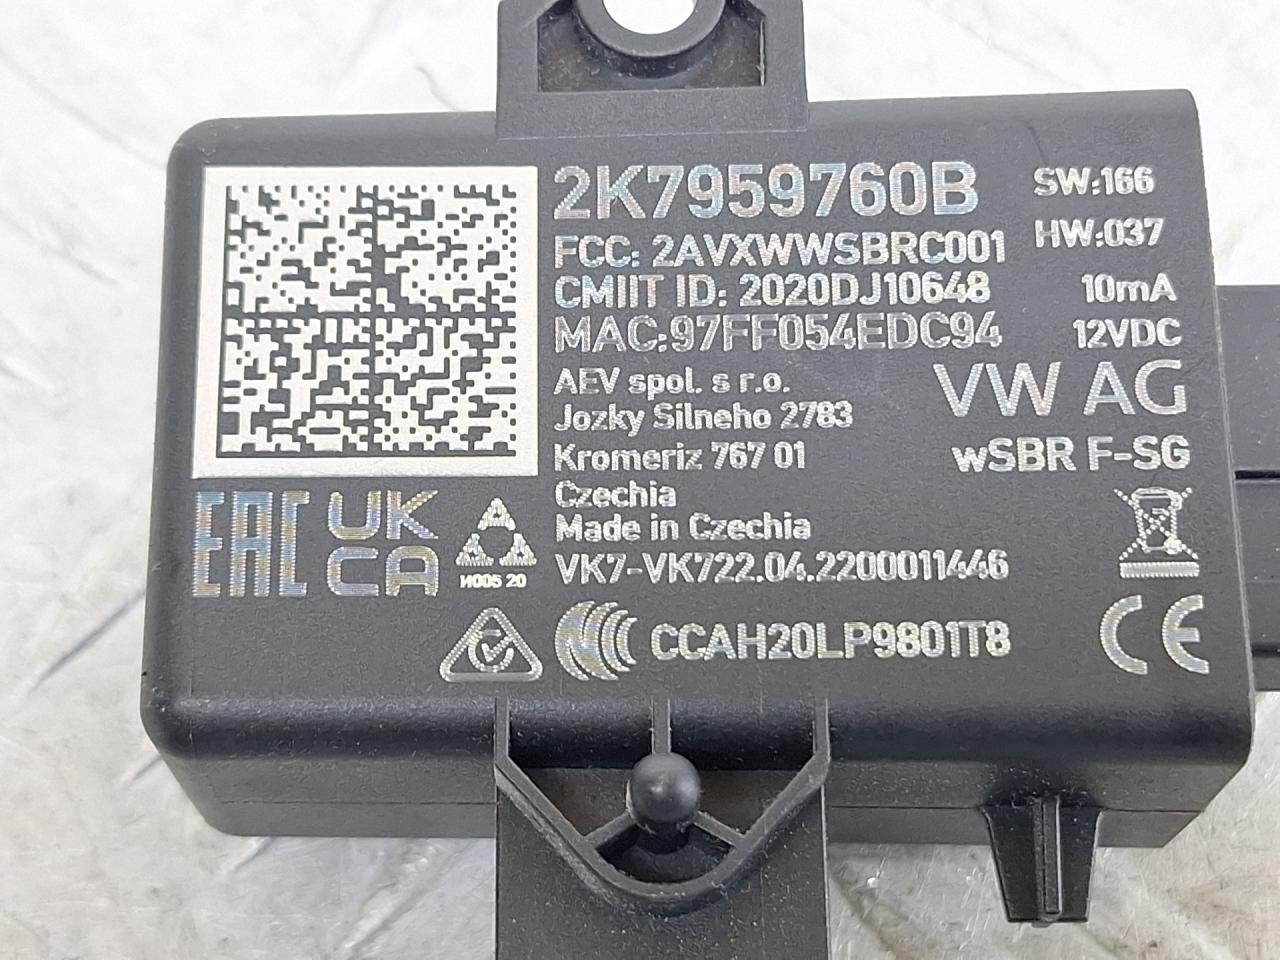 2K7959760B
SW:166
FCC: 2AVXWWSBRC001
HW:037
CMIIT ID: 2020DJ10648
10mA
MAC:97FF054EDC94
12VDC
AEV spol. s r.o.
VW AG
Jozky Silneho 2783
Kromeriz 767 01
wSBR F-SG
Czechia
Made in Czechia
VK7-VK722.04.2200011446
EAC
UK
CA
И005 20
CCAH20LP9801T8
CE